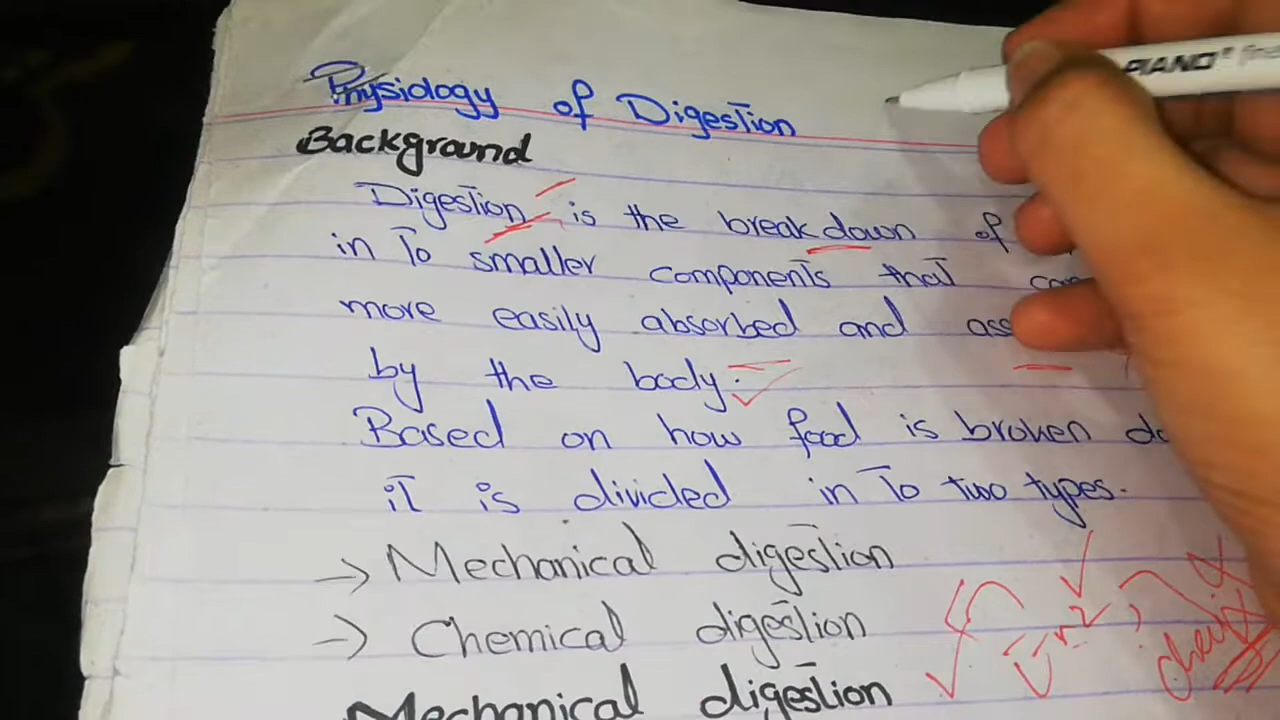 Physiology of Digestion
Background
Digestion is the breakdown of
in to smaller components that
more easily absorbed and
by the body.
Based on how food is broken
it is divided in to two types.
→ Mechanical digestion
→ Chemical digestion
Mechanical digestion
PIANO